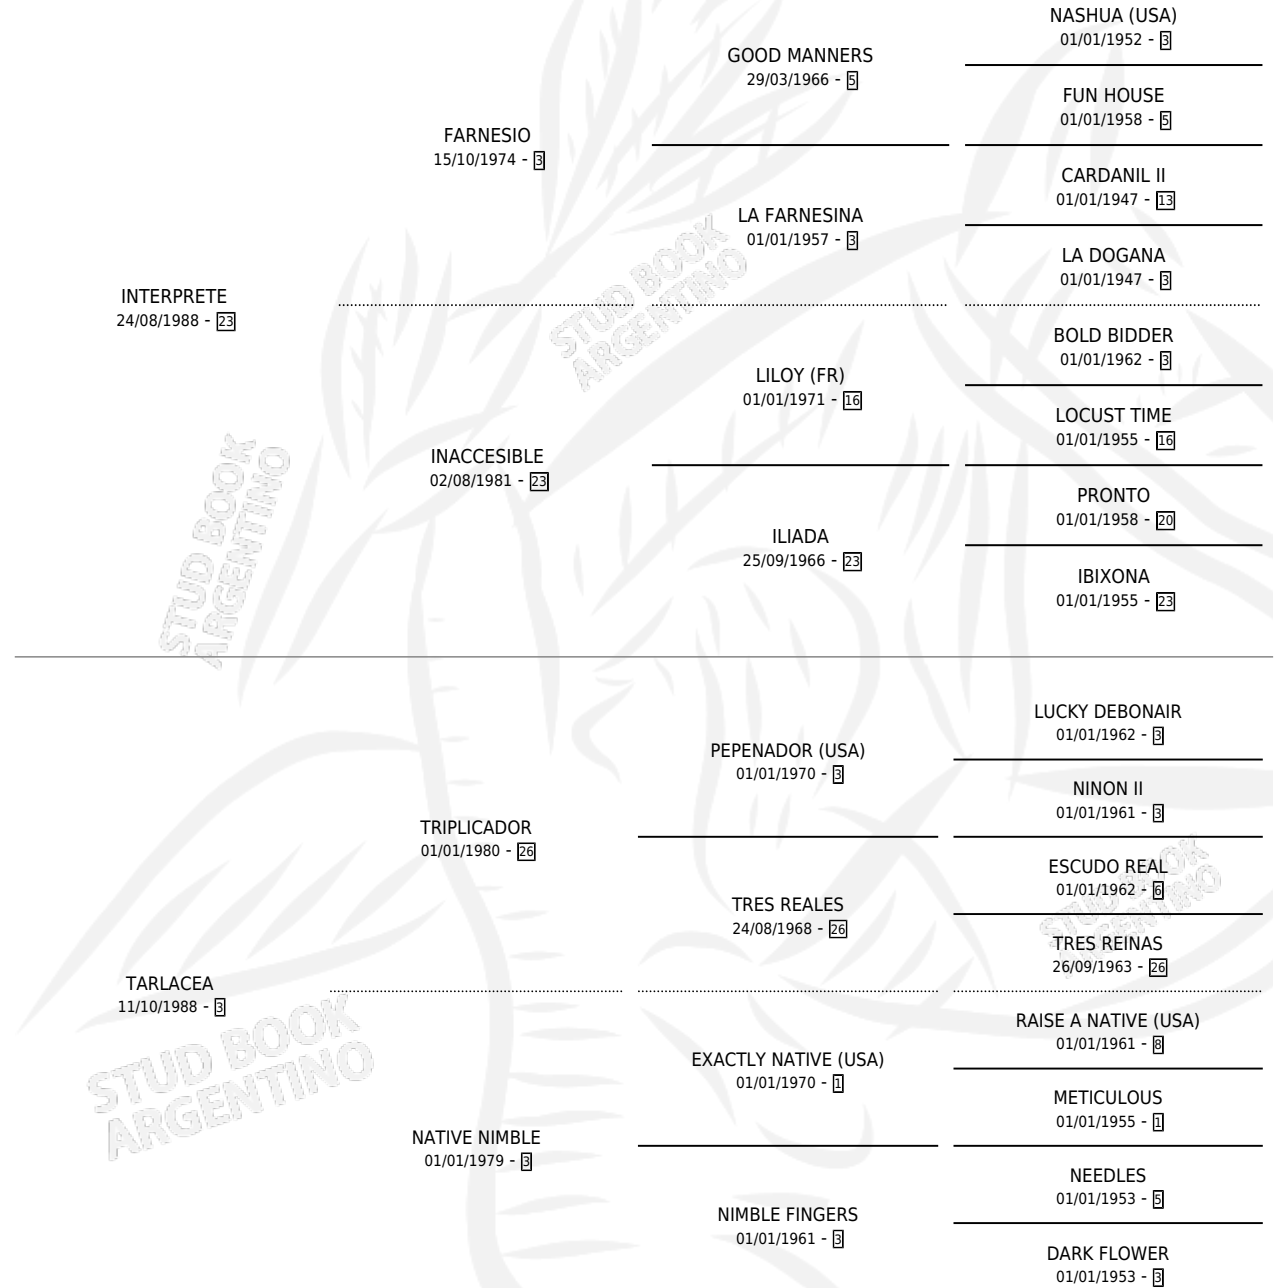 NASHUA (USA)
01/01/1952 - 3
GOOD MANNERS
29/03/1966 - 5
FUN HOUSE
01/01/1958 - 5
FARNESIO
15/10/1974 - 3
CARDANIL II
01/01/1947 - 13
LA FARNESINA
01/01/1957 - 3
LA DOGANA
01/01/1947 - 3
INTERPRETE
24/08/1988 - 23
BOLD BIDDER
01/01/1962 - 3
LILOY (FR)
01/01/1971 - 16
LOCUST TIME
01/01/1955 - 16
INACCESIBLE
02/08/1981 - 23
PRONTO
01/01/1958 - 20
ILIADA
25/09/1966 - 23
IBIXONA
01/01/1955 - 23
STUD BOOK
ARGENTINO
STUD BOOK
ARGENTINO
LUCKY DEBONAIR
01/01/1962 - 3
PEPENADOR (USA)
01/01/1970 - 3
NINON II
01/01/1961 - 3
TRIPLICADOR
01/01/1980 - 26
ESCUDO REAL
01/01/1962 - 6
TRES REALES
24/08/1968 - 26
TRES REINAS
26/09/1963 - 26
TARLACEA
11/10/1988 - 3
RAISE A NATIVE (USA)
01/01/1961 - 8
EXACTLY NATIVE (USA)
01/01/1970 - 1
METICULOUS
01/01/1955 - 1
NATIVE NIMBLE
01/01/1979 - 3
NEEDLES
01/01/1953 - 5
NIMBLE FINGERS
01/01/1961 - 3
DARK FLOWER
01/01/1953 - 3
STUD BOOK
ARGENTINO
STUD BOOK
ARGENTINO